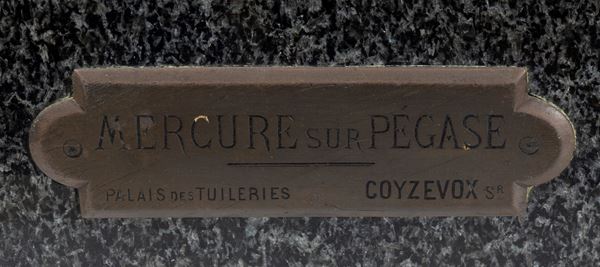 MERCURE SUR PÉGASE
PALAIS DES TUILERIES COYZEVOX SR